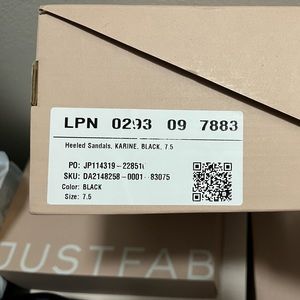 LPN 0293 09 7883
Heeled Sandals, KARINE, BLACK, 7.5
PO: JP114319-22851
SKU: DA2148258-0001 83075
Color: BLACK
Size: 7.5
JUSTFAB